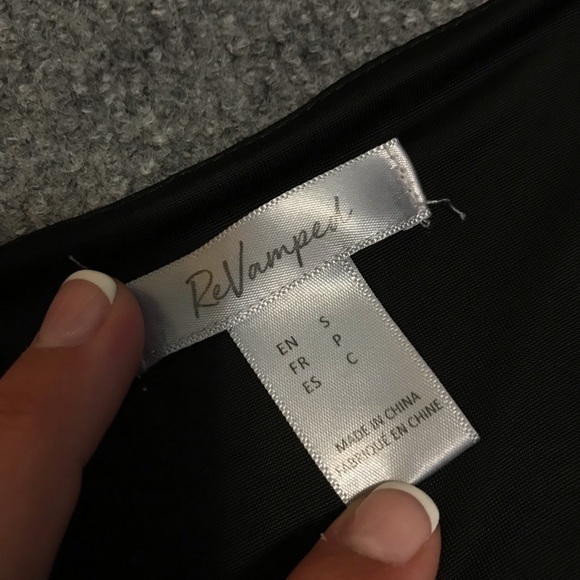 ReVamped
EN S
FR P
ES C
MADE IN CHINA
FABRIQUÉ EN CHINE